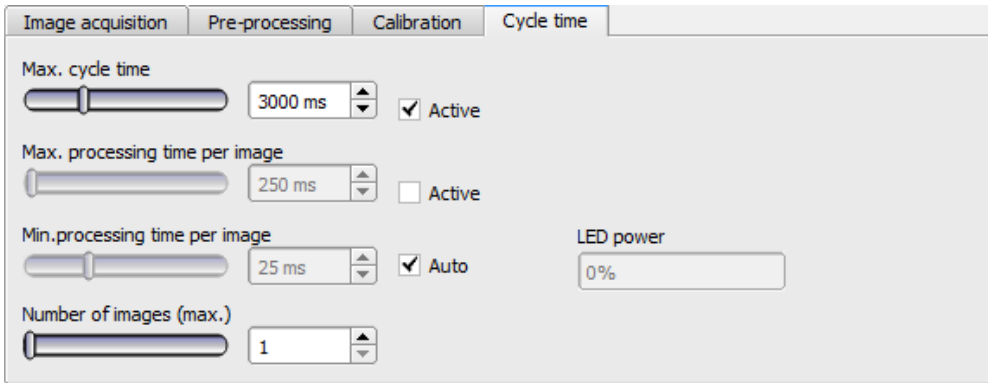 Image acquisition Pre-processing Calibration Cycle time
Max. cycle time
3000 ms Active
Max. processing time per image
250 ms Active
Min.processing time per image LED power
25 ms Auto 0%
Number of images (max.)
1